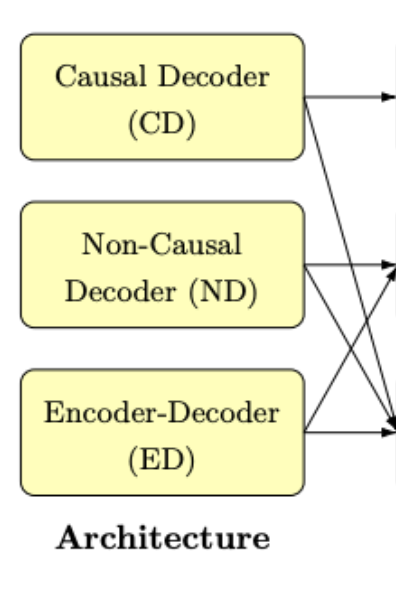 Causal Decoder
(CD)
Non-Causal
Decoder (ND)
Encoder-Decoder
(ED)
Architecture